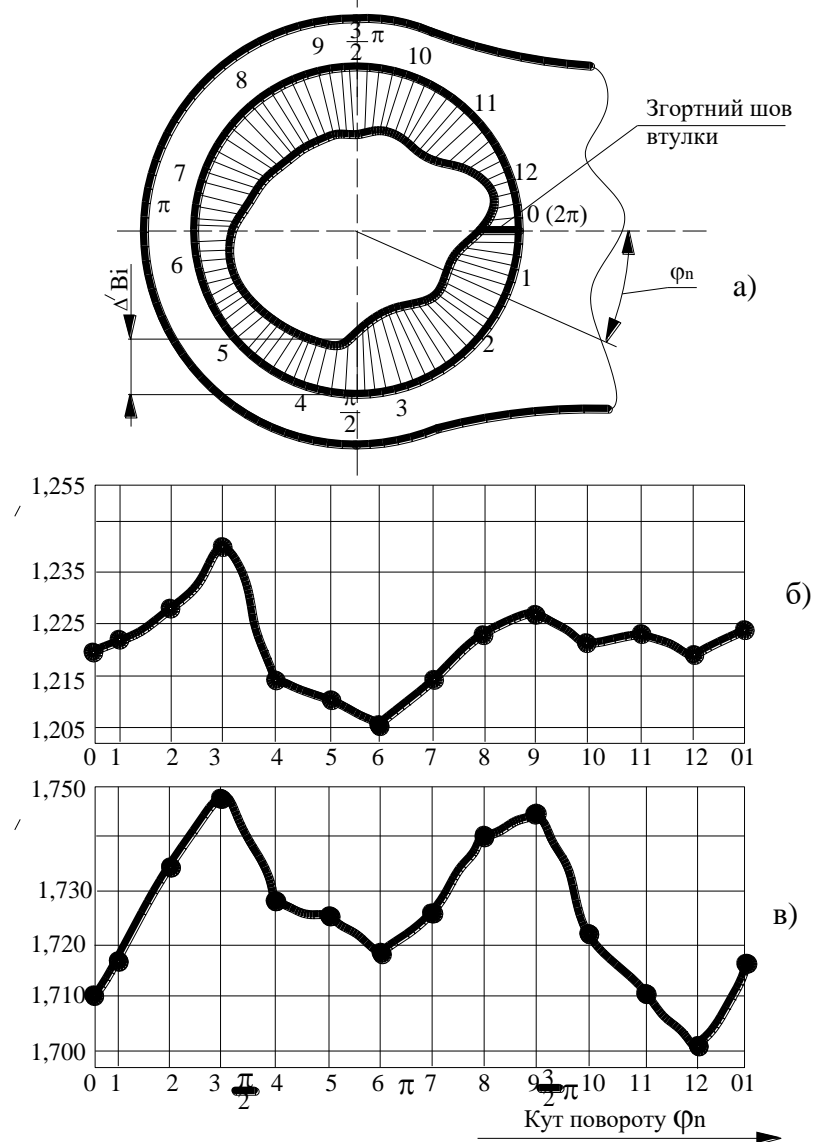 9 3/2 π 10
8
11
Згортний шов
втулки
7
12
π
0 (2π)
6
1
φn
а)
Δ'Bi
5
2
4 π/2 3
1,255
1,235
1,225
1,215
1,205
б)
0 1 2 3 4 5 6 7 8 9 10 11 12 01
1,750
1,730
1,720
1,710
1,700
в)
0 1 2 3 π/2 4 5 6 π 7 8 9 3/2 π 10 11 12 01
Кут повороту φn